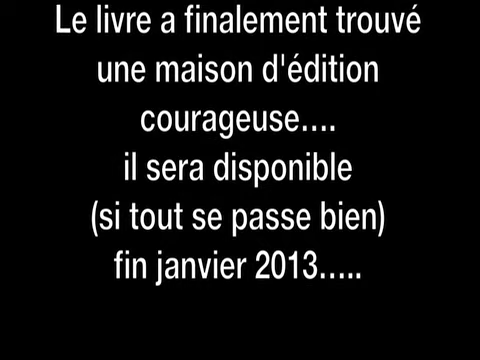 Le livre a finalement trouvé
une maison d'édition
courageuse....
il sera disponible
(si tout se passe bien)
fin janvier 2013.....